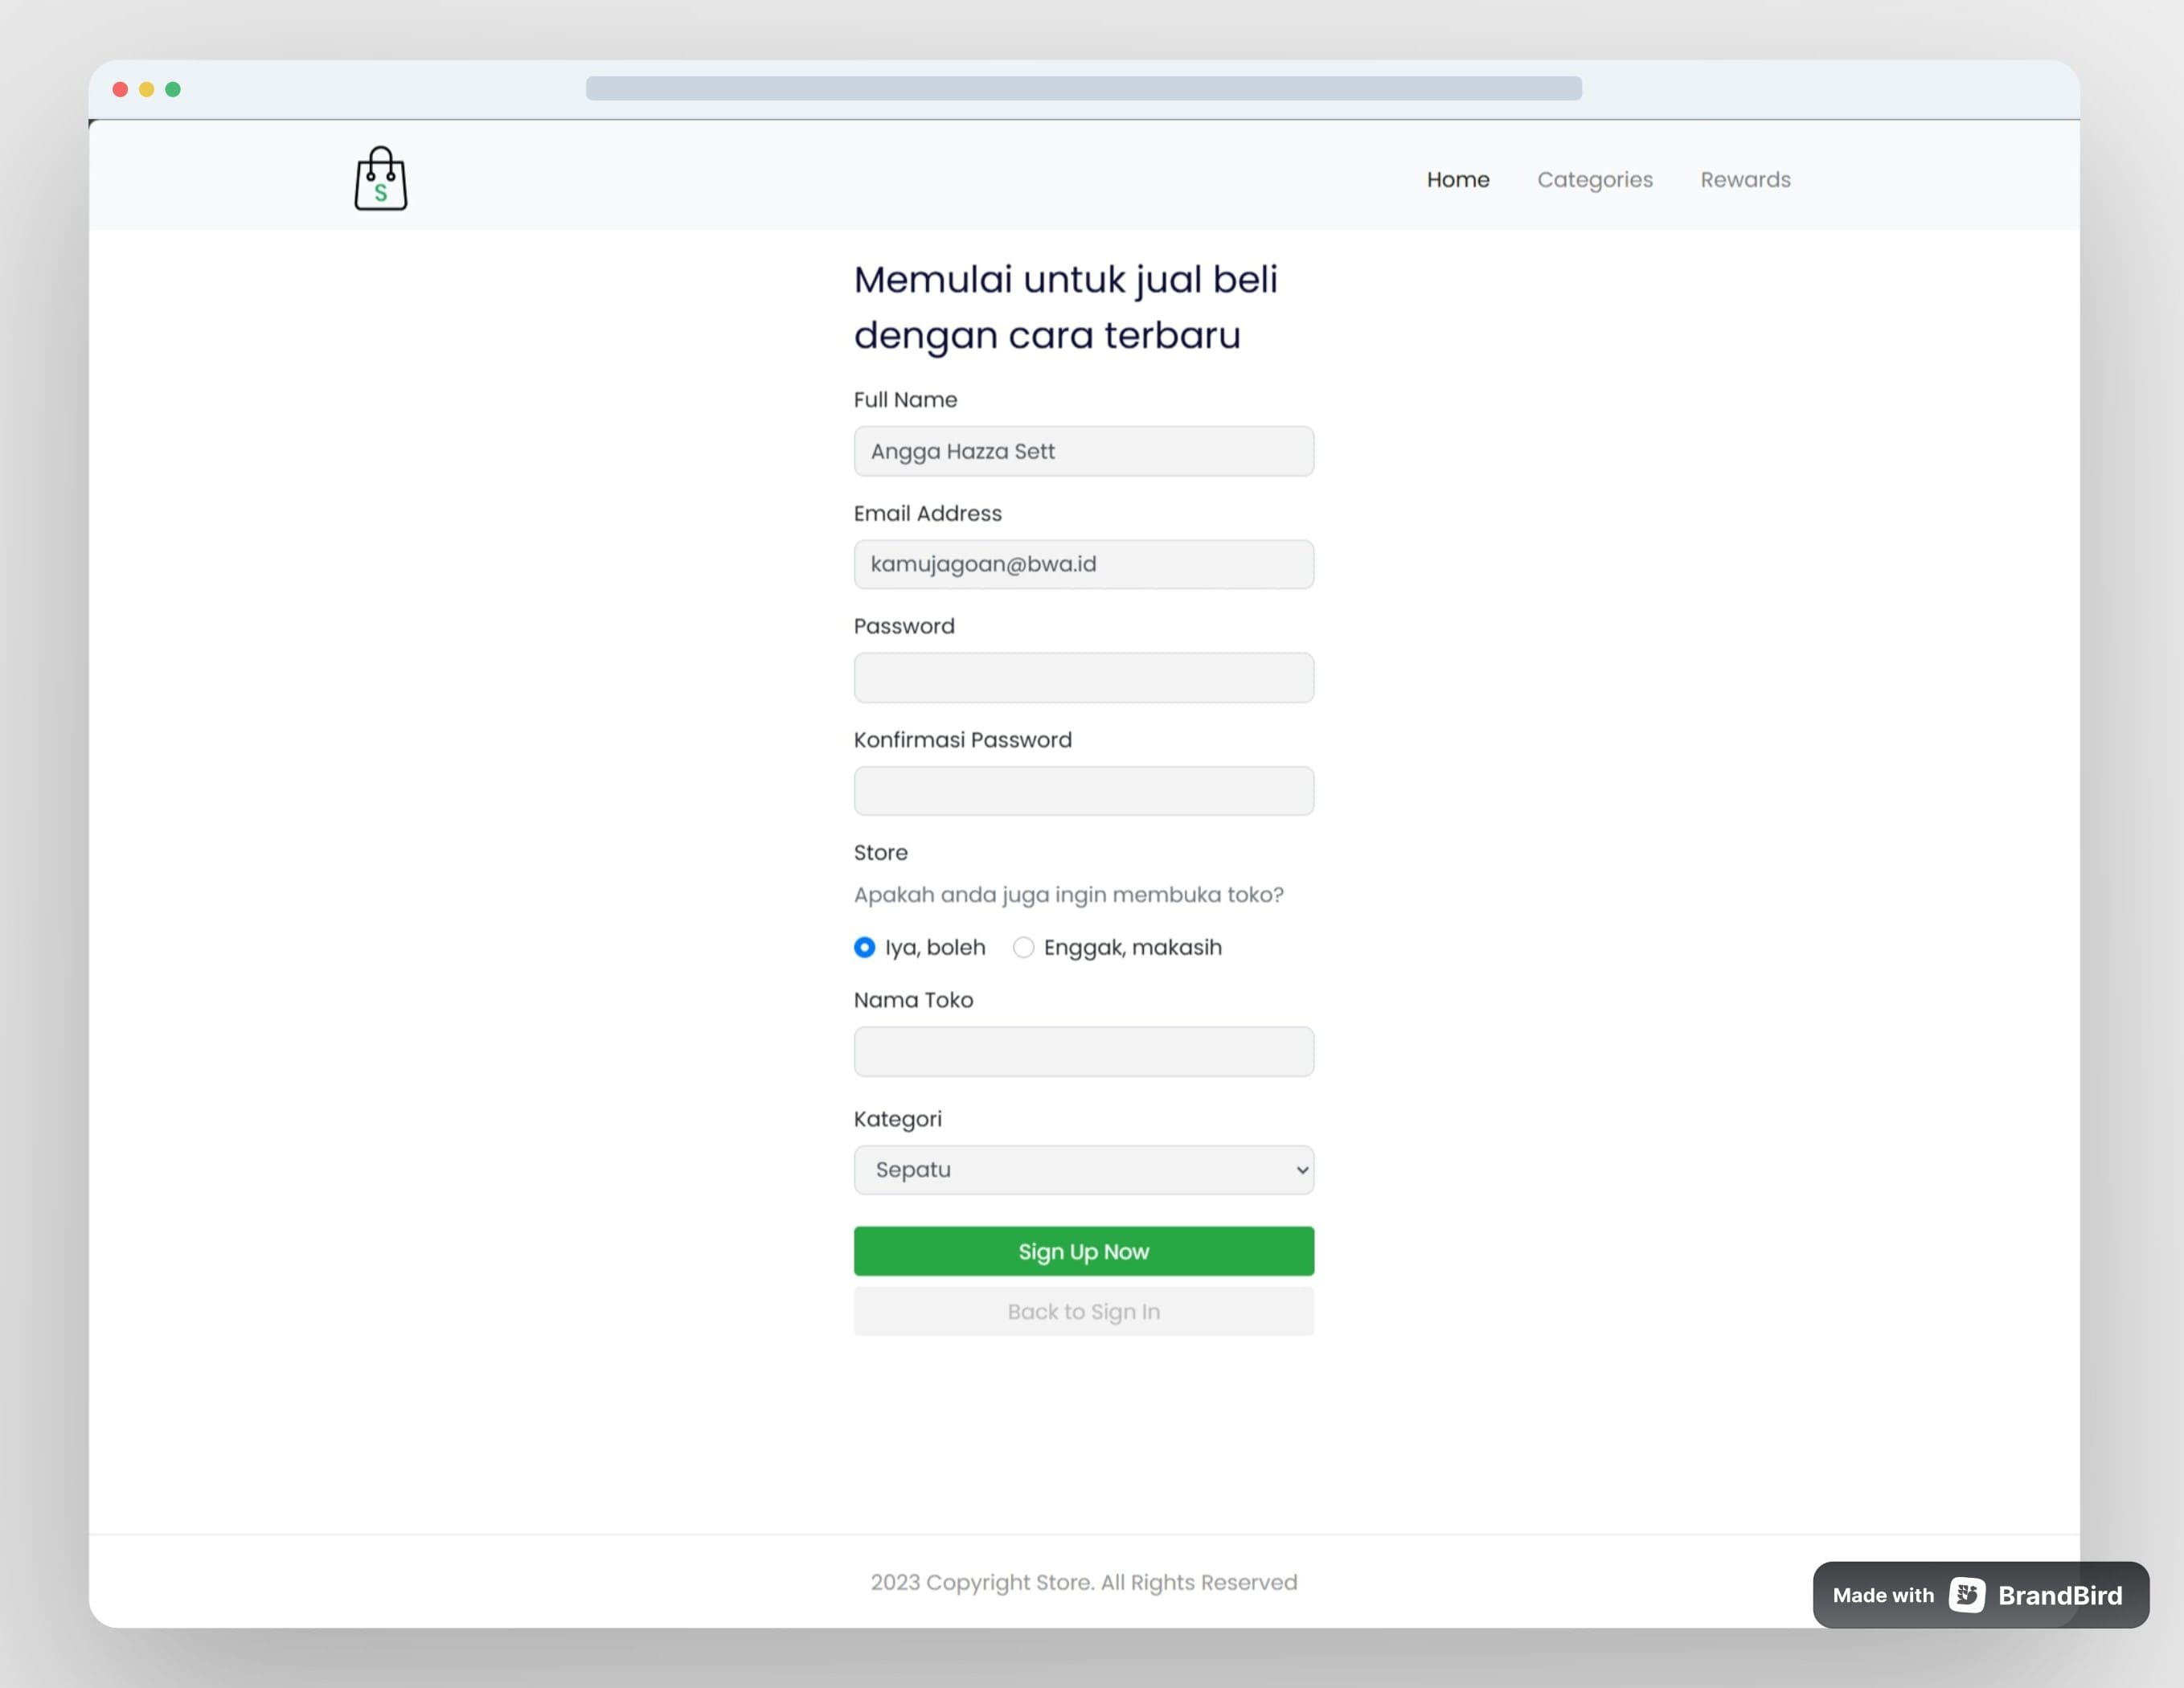 S
Home Categories Rewards
Memulai untuk jual beli
dengan cara terbaru
Full Name
Angga Hazza Sett
Email Address
kamujagoan@bwa.id
Password
Konfirmasi Password
Store
Apakah anda juga ingin membuka toko?
Iya, boleh Enggak, makasih
Nama Toko
Kategori
Sepatu
Sign Up Now
Back to Sign In
2023 Copyright Store. All Rights Reserved
Made with BrandBird